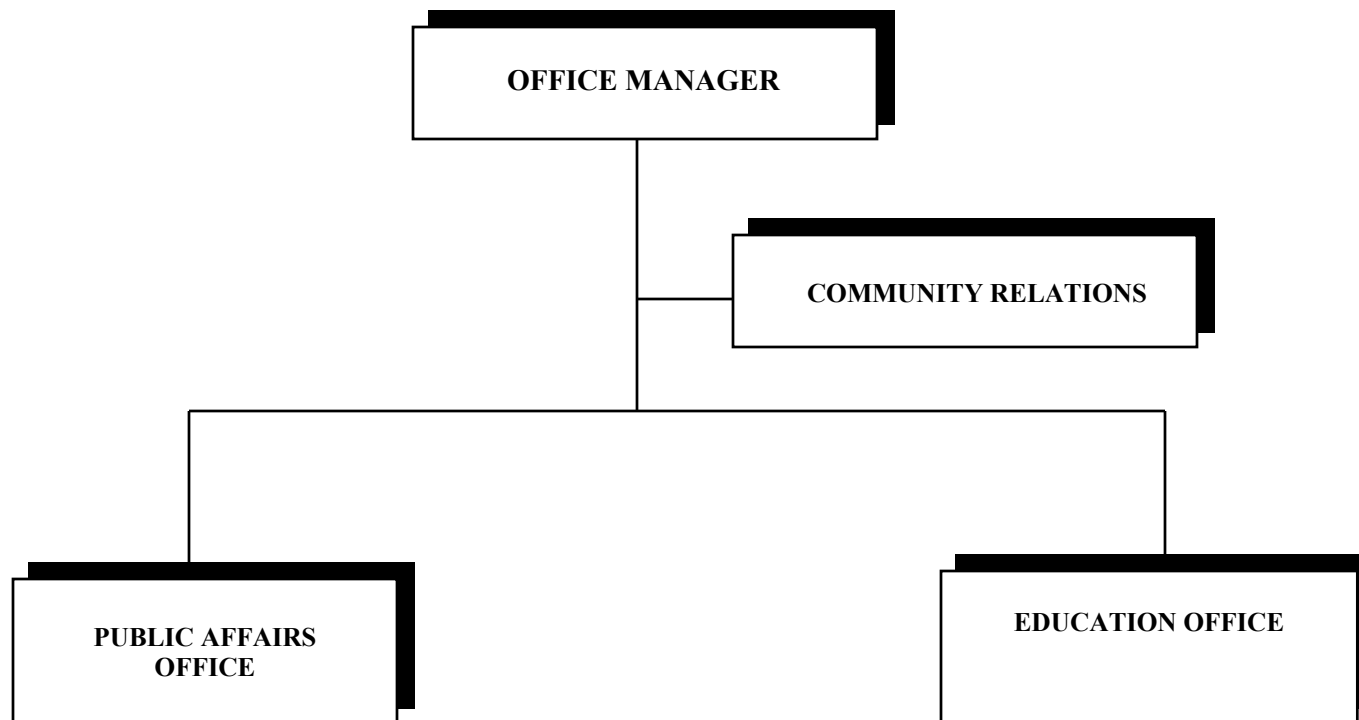 OFFICE MANAGER
COMMUNITY RELATIONS
PUBLIC AFFAIRS
OFFICE
EDUCATION OFFICE